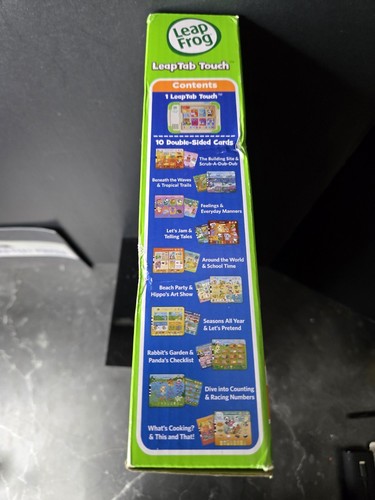 Leap
Frog
LeapTab Touch™
Contents
1 LeapTab Touch™
10 Double-Sided Cards
The Building Site &
Scrub-A-Dub-Dub
Beneath the Waves
& Tropical Trails
Feelings &
Everyday Manners
Let's Jam &
Telling Tales
Around the World
& School Time
Beach Party &
Hippo's Art Show
Seasons All Year
& Let's Pretend
Rabbit's Garden &
Panda's Checklist
Dive into Counting
& Racing Numbers
What's Cooking?
& This and That!